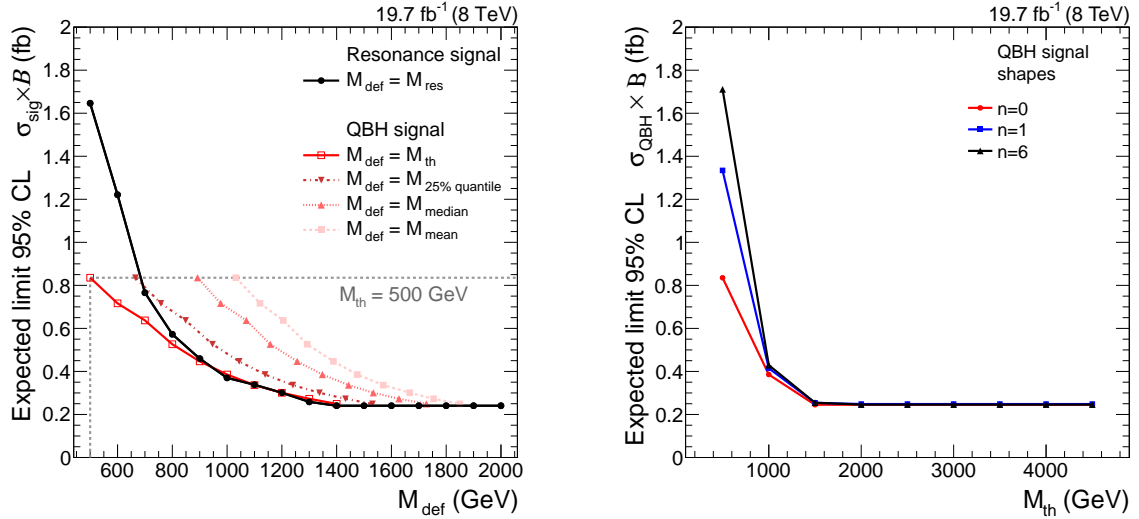 19.7 fb⁻¹ (8 TeV)
Expected limit 95% CL σ_sig × B (fb)
2
1.8
1.6
1.4
1.2
1
0.8
0.6
0.4
0.2
0
Resonance signal
M_def = M_res
QBH signal
M_def = M_th
M_def = M_25% quantile
M_def = M_median
M_def = M_mean
M_th = 500 GeV
600 800 1000 1200 1400 1600 1800 2000
M_def (GeV)
19.7 fb⁻¹ (8 TeV)
Expected limit 95% CL σ_QBH × B (fb)
2
1.8
1.6
1.4
1.2
1
0.8
0.6
0.4
0.2
0
QBH signal
shapes
n=0
n=1
n=6
1000 2000 3000 4000
M_th (GeV)